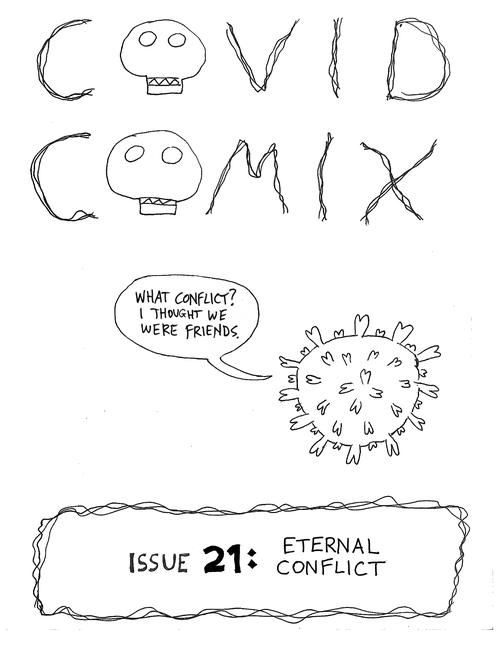 COVID
COMIX
WHAT CONFLICT?
I THOUGHT WE
WERE FRIENDS.
ISSUE 21: ETERNAL
CONFLICT